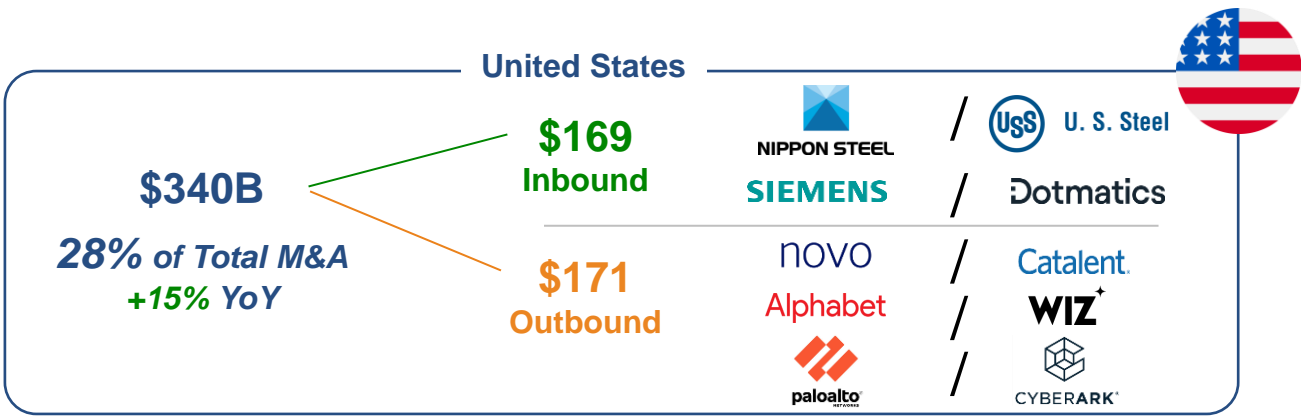 United States
$340B
28% of Total M&A
+15% YoY
$169
Inbound
$171
Outbound
NIPPON STEEL / USS U. S. Steel
SIEMENS / Dotmatics
novo / Catalent.
Alphabet / WIZ
paloalto NETWORKS / CYBERARK®